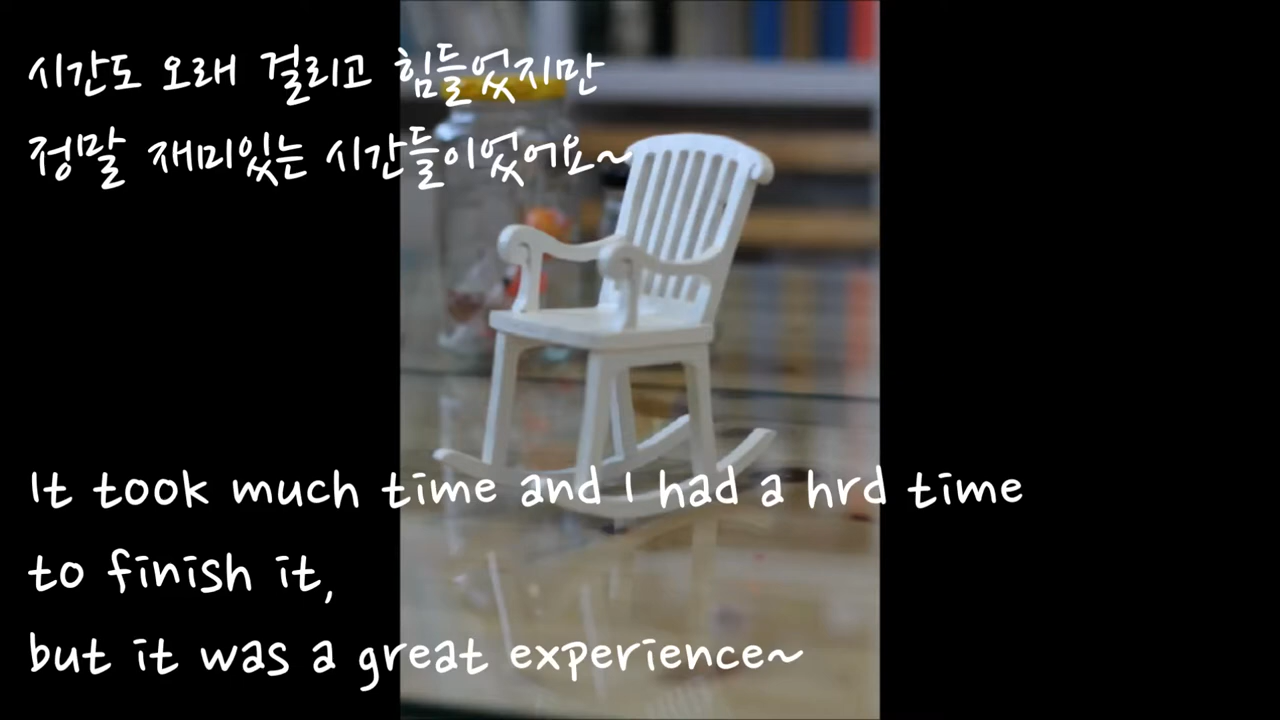 시간도 오래 걸리고 힘들었지만
정말 재미있는 시간들이었어요~
It took much time and I had a hrd time
to finish it,
but it was a great experience~